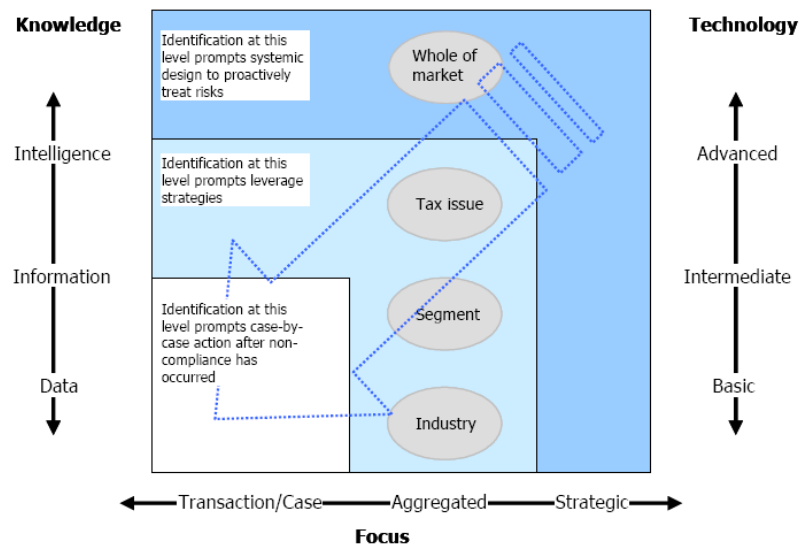 Knowledge
Technology
Identification at this
level prompts systemic
design to proactively
treat risks
Whole of
market
Intelligence
Advanced
Identification at this
level prompts leverage
strategies
Tax issue
Information
Intermediate
Identification at this
level prompts case-by-
case action after non-
compliance has
occurred
Segment
Data
Basic
Industry
Transaction/Case
Aggregated
Strategic
Focus